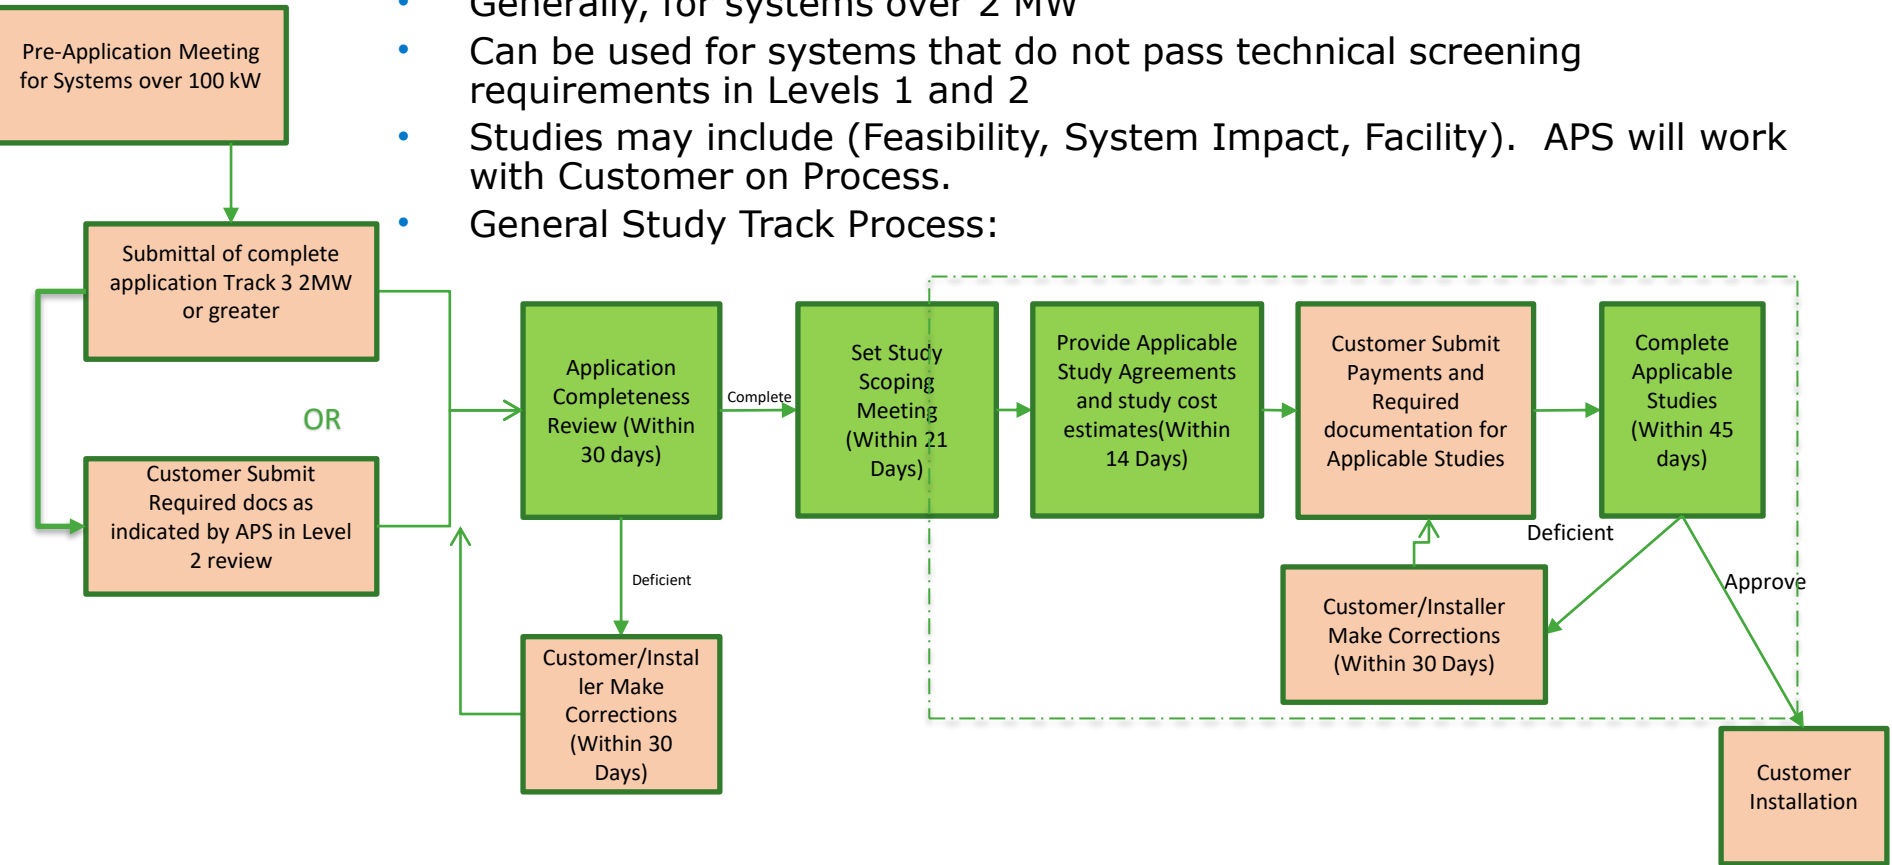 Generally, for systems over 2 MW
Can be used for systems that do not pass technical screening
requirements in Levels 1 and 2
Studies may include (Feasibility, System Impact, Facility).  APS will work
with Customer on Process.
General Study Track Process:
Pre-Application Meeting
for Systems over 100 kW
Submittal of complete
application Track 3 2MW
or greater
OR
Customer Submit
Required docs as
indicated by APS in Level
2 review
Application
Completeness
Review (Within
30 days)
Complete
Deficient
Customer/Instal
ler Make
Corrections
(Within 30
Days)
Set Study
Scoping
Meeting
(Within 21
Days)
Provide Applicable
Study Agreements
and study cost
estimates(Within
14 Days)
Customer Submit
Payments and
Required
documentation for
Applicable Studies
Complete
Applicable
Studies
(Within 45
days)
Deficient
Customer/Installer
Make Corrections
(Within 30 Days)
Approve
Customer
Installation